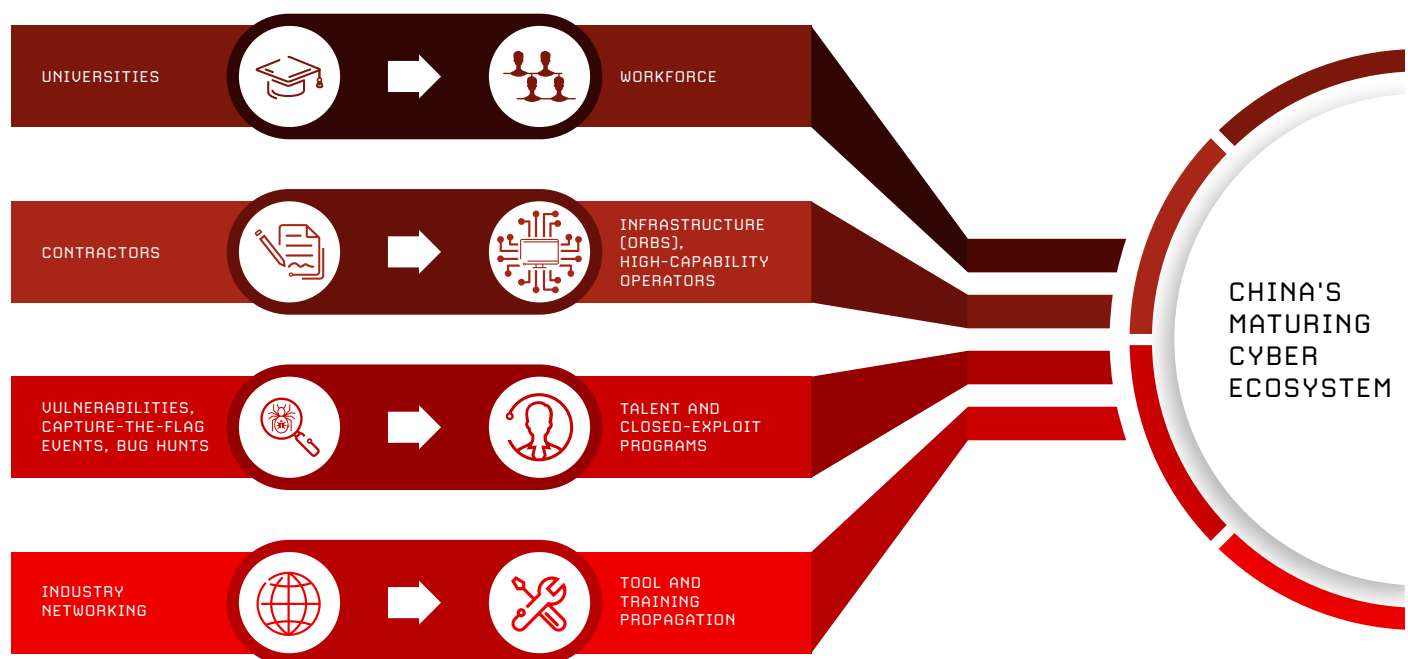 UNIVERSITIES
WORKFORCE
CONTRACTORS
INFRASTRUCTURE
(ORBS),
HIGH-CAPABILITY
OPERATORS
VULNERABILITIES,
CAPTURE-THE-FLAG
EVENTS, BUG HUNTS
TALENT AND
CLOSED-EXPLOIT
PROGRAMS
INDUSTRY
NETWORKING
TOOL AND
TRAINING
PROPAGATION
CHINA'S
MATURING
CYBER
ECOSYSTEM